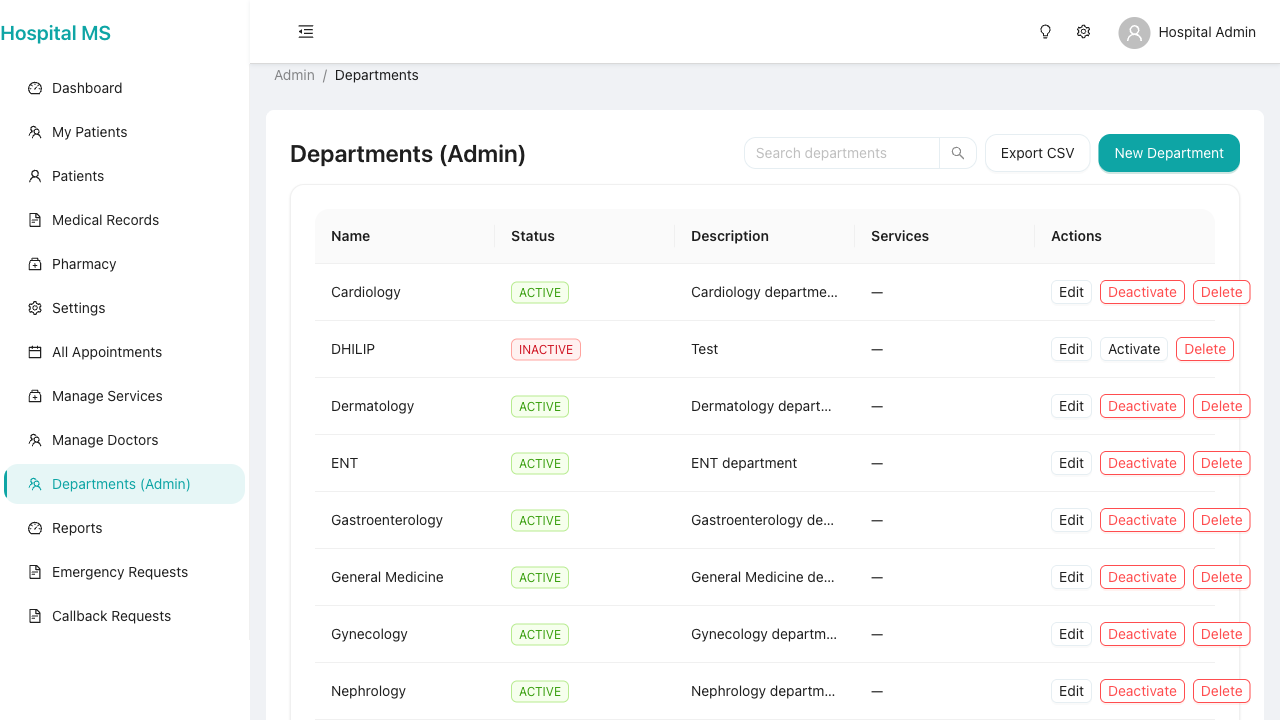 Hospital MS
Hospital Admin
Dashboard
My Patients
Patients
Medical Records
Pharmacy
Settings
All Appointments
Manage Services
Manage Doctors
Departments (Admin)
Reports
Emergency Requests
Callback Requests
Admin / Departments
Departments (Admin)
Search departments
Export CSV
New Department
Name Status Description Services Actions
Cardiology ACTIVE Cardiology departme... — Edit Deactivate Delete
DHILIP INACTIVE Test — Edit Activate Delete
Dermatology ACTIVE Dermatology depart... — Edit Deactivate Delete
ENT ACTIVE ENT department — Edit Deactivate Delete
Gastroenterology ACTIVE Gastroenterology de... — Edit Deactivate Delete
General Medicine ACTIVE General Medicine de... — Edit Deactivate Delete
Gynecology ACTIVE Gynecology departm... — Edit Deactivate Delete
Nephrology ACTIVE Nephrology departm... — Edit Deactivate Delete